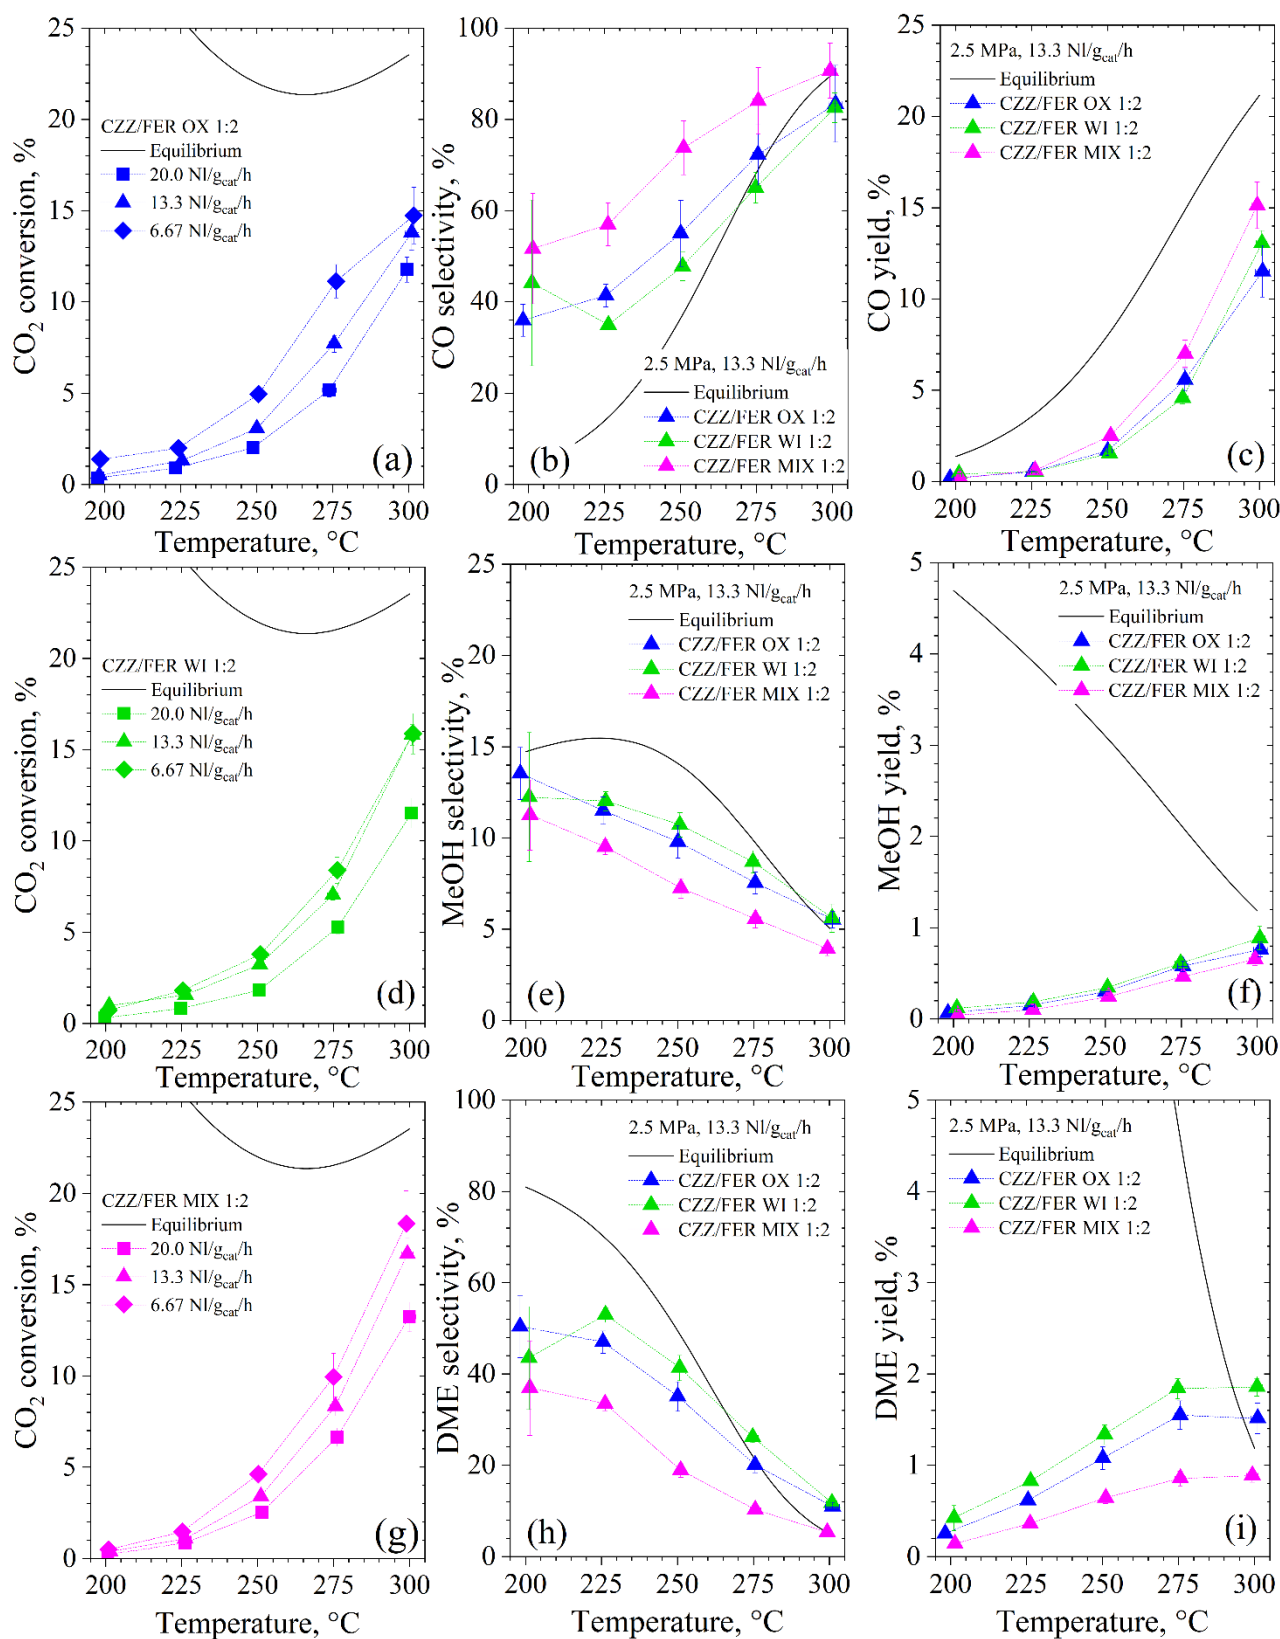 25
20
15
10
5
0
CO2 conversion, %
CZZ/FER OX 1:2
Equilibrium
20.0 Nl/gcat/h
13.3 Nl/gcat/h
6.67 Nl/gcat/h
(a)
200 225 250 275 300
Temperature, °C
100
80
60
40
20
0
CO selectivity, %
2.5 MPa, 13.3 Nl/gcat/h
Equilibrium
CZZ/FER OX 1:2
CZZ/FER WI 1:2
CZZ/FER MIX 1:2
(b)
200 225 250 275 300
Temperature, °C
25
20
15
10
5
0
CO yield, %
2.5 MPa, 13.3 Nl/gcat/h
Equilibrium
CZZ/FER OX 1:2
CZZ/FER WI 1:2
CZZ/FER MIX 1:2
(c)
200 225 250 275 300
Temperature, °C
25
20
15
10
5
0
CO2 conversion, %
CZZ/FER WI 1:2
Equilibrium
20.0 Nl/gcat/h
13.3 Nl/gcat/h
6.67 Nl/gcat/h
(d)
200 225 250 275 300
Temperature, °C
25
20
15
10
5
0
MeOH selectivity, %
2.5 MPa, 13.3 Nl/gcat/h
Equilibrium
CZZ/FER OX 1:2
CZZ/FER WI 1:2
CZZ/FER MIX 1:2
(e)
200 225 250 275 300
Temperature, °C
5
4
3
2
1
0
MeOH yield, %
2.5 MPa, 13.3 Nl/gcat/h
Equilibrium
CZZ/FER OX 1:2
CZZ/FER WI 1:2
CZZ/FER MIX 1:2
(f)
200 225 250 275 300
Temperature, °C
25
20
15
10
5
0
CO2 conversion, %
CZZ/FER MIX 1:2
Equilibrium
20.0 Nl/gcat/h
13.3 Nl/gcat/h
6.67 Nl/gcat/h
(g)
200 225 250 275 300
Temperature, °C
100
80
60
40
20
0
DME selectivity, %
2.5 MPa, 13.3 Nl/gcat/h
Equilibrium
CZZ/FER OX 1:2
CZZ/FER WI 1:2
CZZ/FER MIX 1:2
(h)
200 225 250 275 300
Temperature, °C
5
4
3
2
1
0
DME yield, %
2.5 MPa, 13.3 Nl/gcat/h
Equilibrium
CZZ/FER OX 1:2
CZZ/FER WI 1:2
CZZ/FER MIX 1:2
(i)
200 225 250 275 300
Temperature, °C